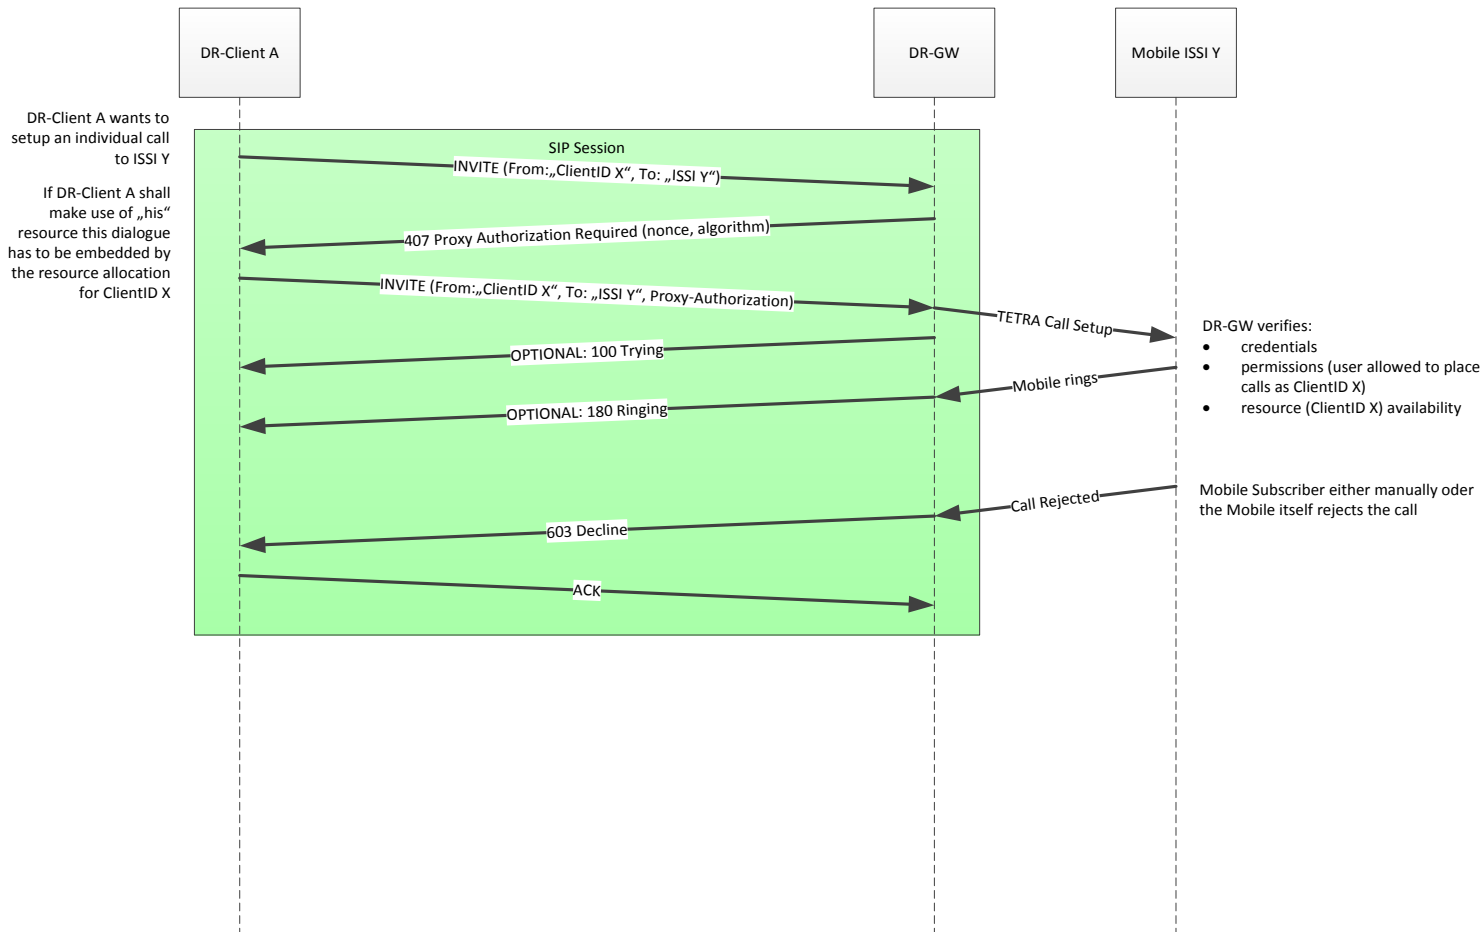 DR-Client A
DR-GW
Mobile ISSI Y
DR-Client A wants to
setup an individual call
to ISSI Y
If DR-Client A shall
make use of „his“
resource this dialogue
has to be embedded by
the resource allocation
for ClientID X
SIP Session
INVITE (From:„ClientID X“, To: „ISSI Y“)
407 Proxy Authorization Required (nonce, algorithm)
INVITE (From:„ClientID X“, To: „ISSI Y“, Proxy-Authorization)
TETRA Call Setup
OPTIONAL: 100 Trying
Mobile rings
OPTIONAL: 180 Ringing
DR-GW verifies:
• credentials
• permissions (user allowed to place
calls as ClientID X)
• resource (ClientID X) availability
Call Rejected
603 Decline
ACK
Mobile Subscriber either manually oder
the Mobile itself rejects the call